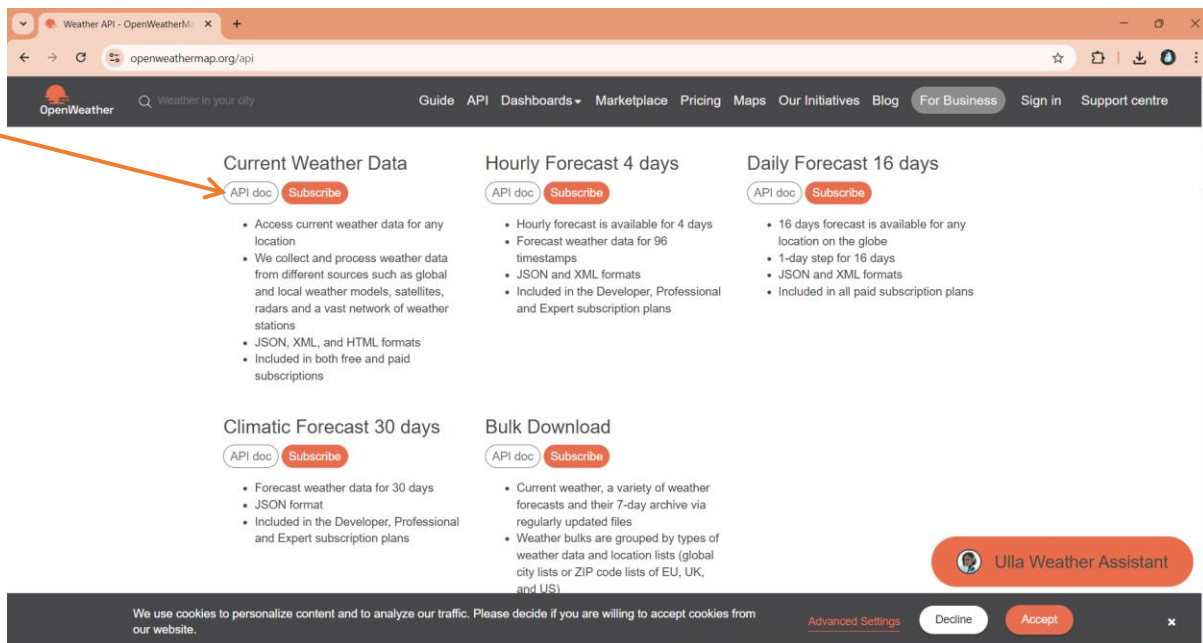 Weather API - OpenWeatherM
openweathermap.org/api
OpenWeather
Weather in your city
Guide API Dashboards Marketplace Pricing Maps Our Initiatives Blog For Business Sign in Support centre
Current Weather Data
API doc Subscribe
• Access current weather data for any
location
• We collect and process weather data
from different sources such as global
and local weather models, satellites,
radars and a vast network of weather
stations
• JSON, XML, and HTML formats
• Included in both free and paid
subscriptions
Hourly Forecast 4 days
API doc Subscribe
• Hourly forecast is available for 4 days
• Forecast weather data for 96
timestamps
• JSON and XML formats
• Included in the Developer, Professional
and Expert subscription plans
Daily Forecast 16 days
API doc Subscribe
• 16 days forecast is available for any
location on the globe
• 1-day step for 16 days
• JSON and XML formats
• Included in all paid subscription plans
Climatic Forecast 30 days
API doc Subscribe
• Forecast weather data for 30 days
• JSON format
• Included in the Developer, Professional
and Expert subscription plans
Bulk Download
API doc Subscribe
• Current weather, a variety of weather
forecasts and their 7-day archive via
regularly updated files
• Weather bulks are grouped by types of
weather data and location lists (global
city lists or ZIP code lists of EU, UK,
and US)
Ulla Weather Assistant
We use cookies to personalize content and to analyze our traffic. Please decide if you are willing to accept cookies from
our website.
Advanced Settings
Decline
Accept